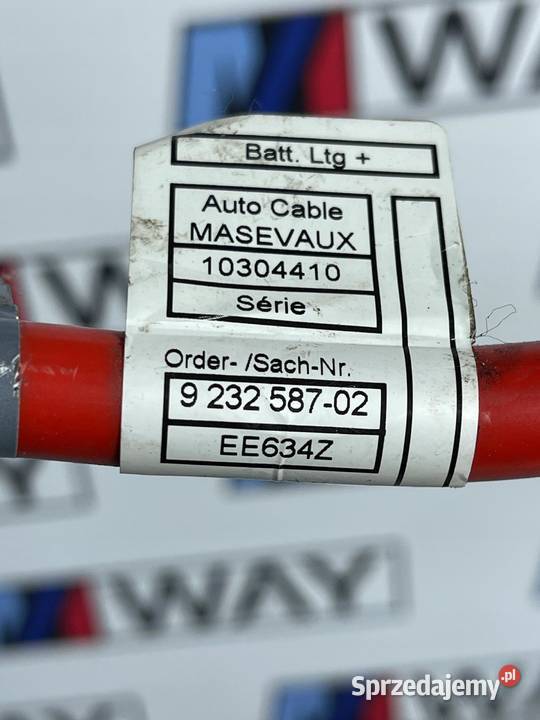 WAY
Batt. Ltg +
Auto Cable
MASEVAUX
10304410
Série
Order- /Sach-Nr.
9 232 587-02
EE634Z
WAY
WAY
Sprzedajemy.pl